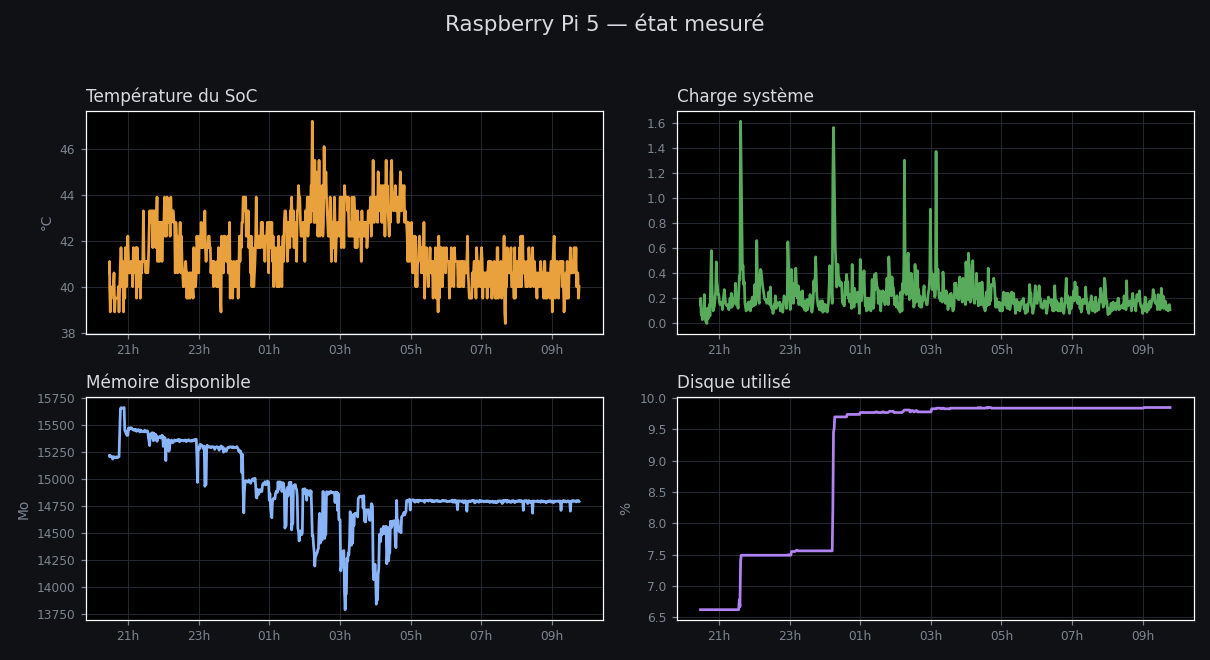 Raspberry Pi 5 — état mesuré
Température du SoC
°C
46
44
42
40
38
21h 23h 01h 03h 05h 07h 09h
Charge système
1.6
1.4
1.2
1.0
0.8
0.6
0.4
0.2
0.0
21h 23h 01h 03h 05h 07h 09h
Mémoire disponible
Mo
15750
15500
15250
15000
14750
14500
14250
14000
13750
21h 23h 01h 03h 05h 07h 09h
Disque utilisé
%
10.0
9.5
9.0
8.5
8.0
7.5
7.0
6.5
21h 23h 01h 03h 05h 07h 09h